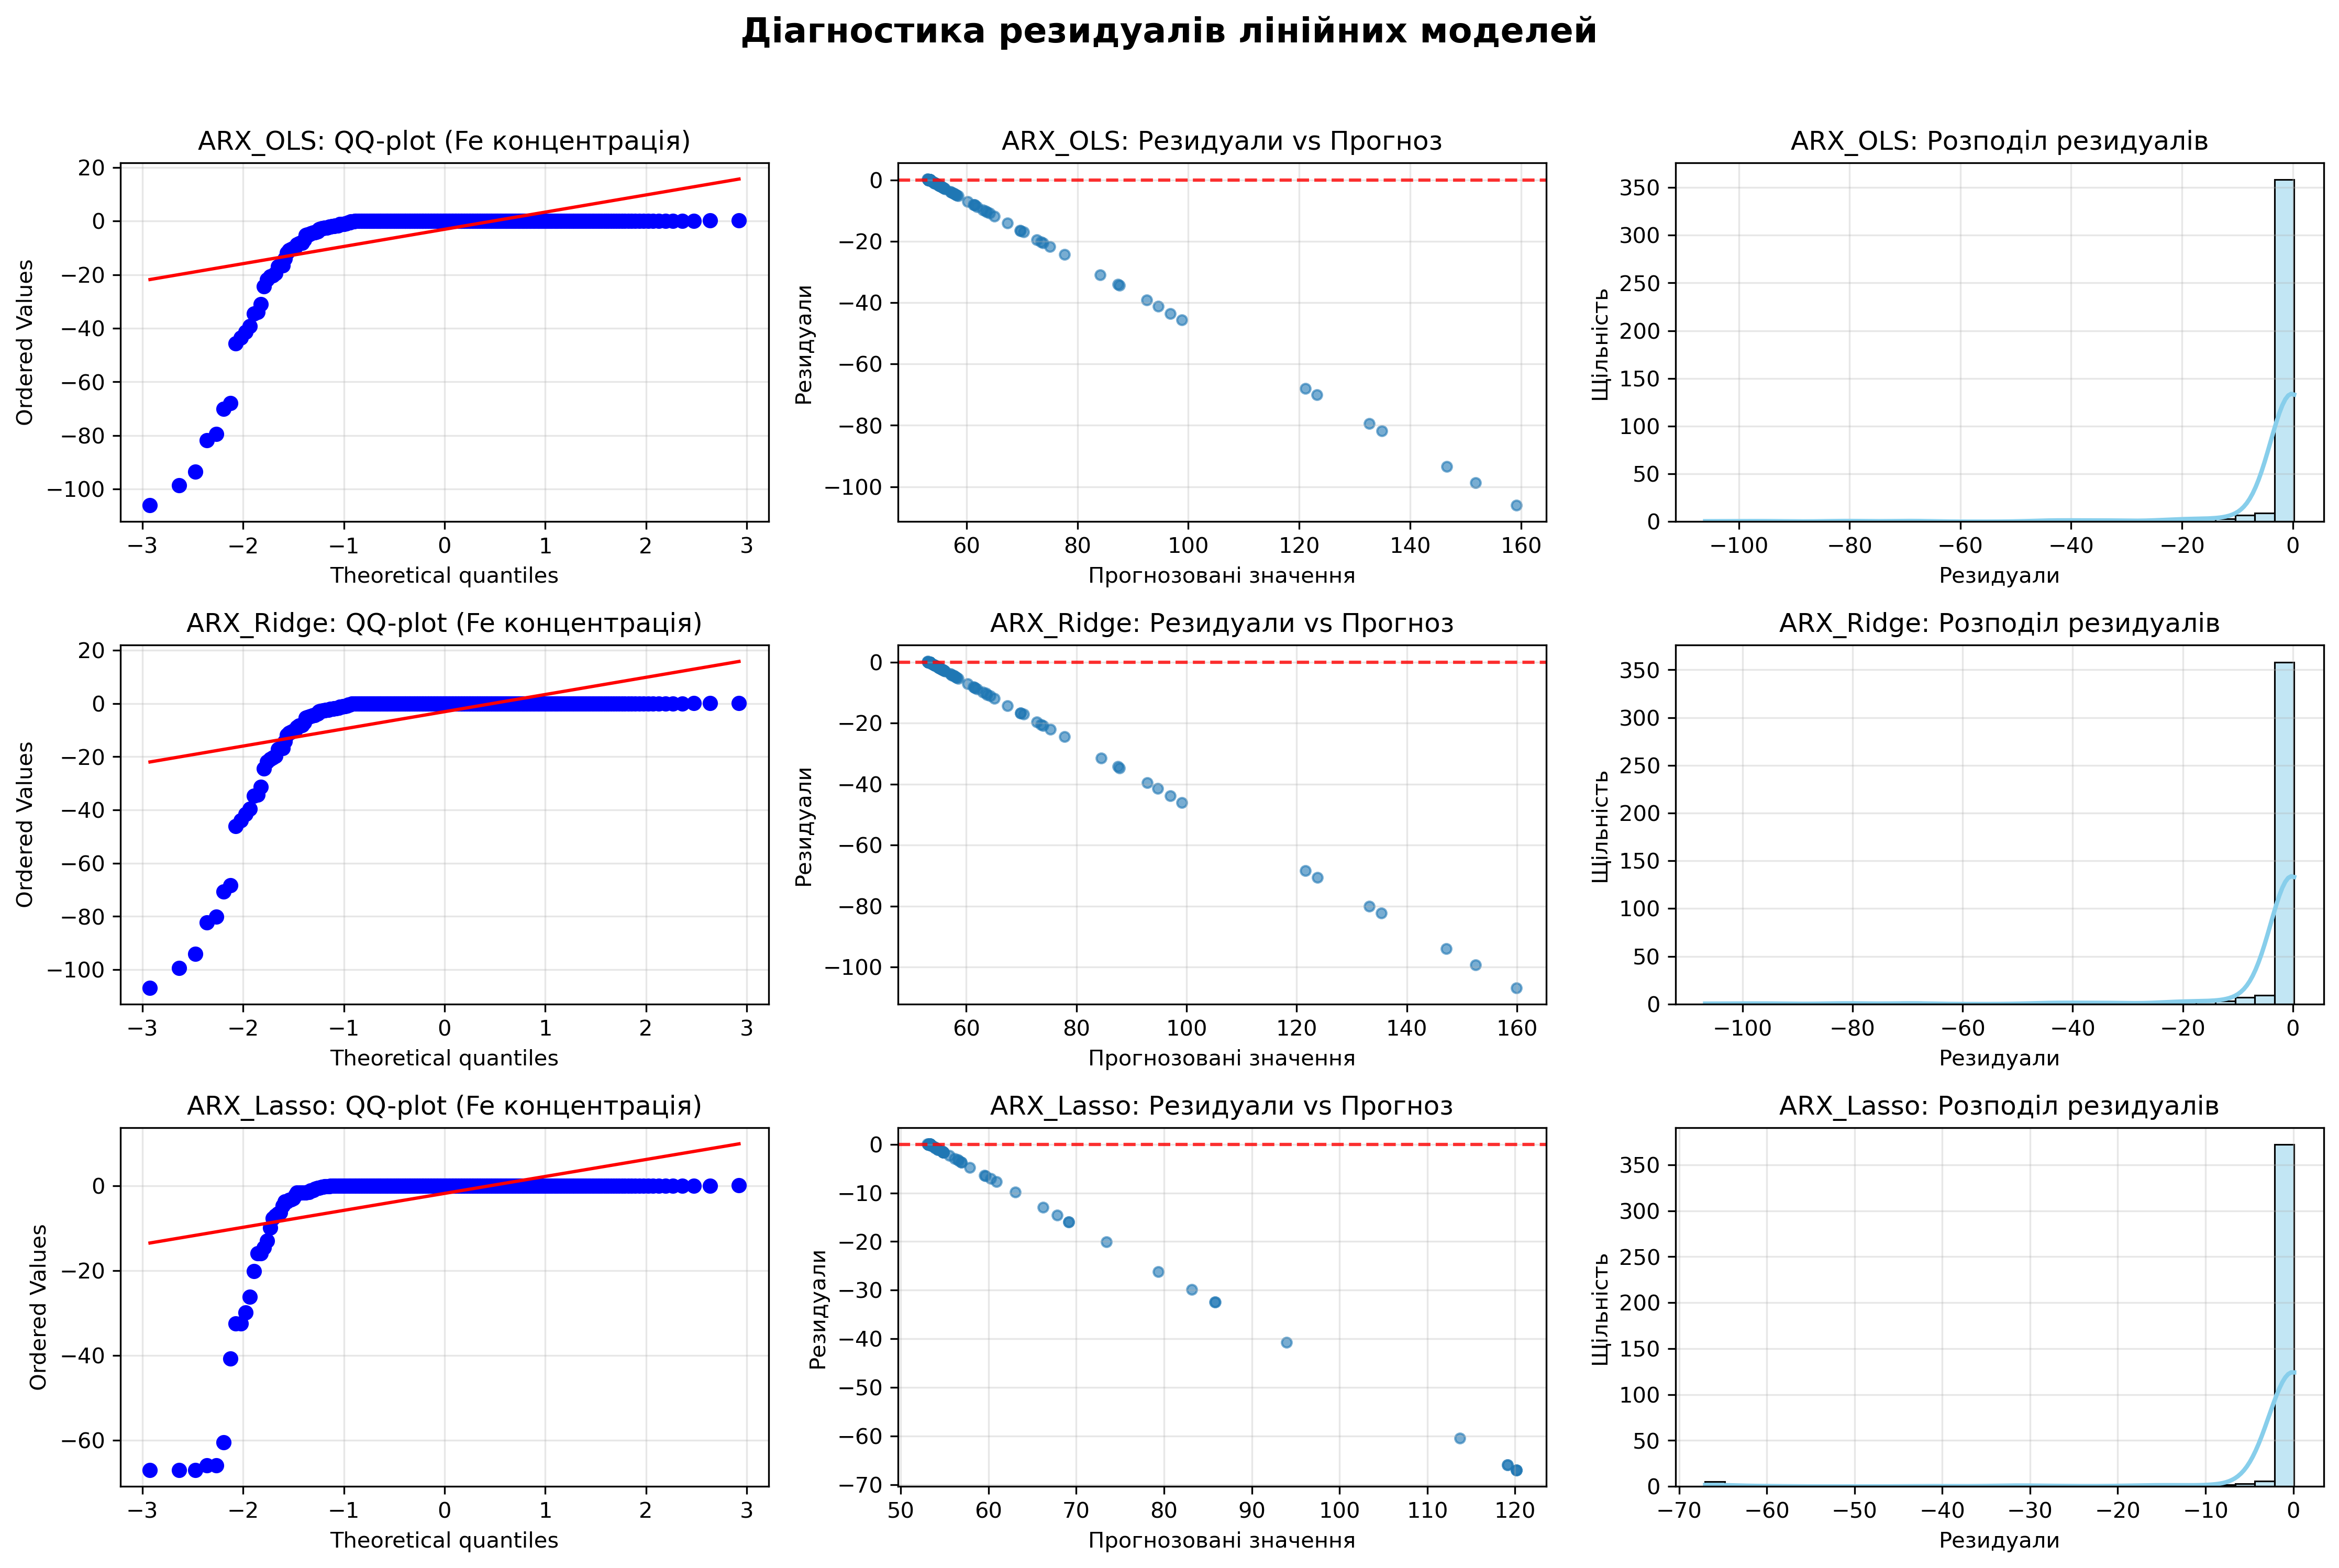 Діагностика резидуалів лінійних моделей
ARX_OLS: QQ-plot (Fe концентрація)
20
0
−20
−40
−60
−80
−100
Ordered Values
−3 −2 −1 0 1 2 3
Theoretical quantiles
ARX_OLS: Резидуали vs Прогноз
0
−20
−40
−60
−80
−100
Резидуали
60 80 100 120 140 160
Прогнозовані значення
ARX_OLS: Розподіл резидуалів
350
300
250
200
150
100
50
0
Щільність
−100 −80 −60 −40 −20 0
Резидуали
ARX_Ridge: QQ-plot (Fe концентрація)
20
0
−20
−40
−60
−80
−100
Ordered Values
−3 −2 −1 0 1 2 3
Theoretical quantiles
ARX_Ridge: Резидуали vs Прогноз
0
−20
−40
−60
−80
−100
Резидуали
60 80 100 120 140 160
Прогнозовані значення
ARX_Ridge: Розподіл резидуалів
350
300
250
200
150
100
50
0
Щільність
−100 −80 −60 −40 −20 0
Резидуали
ARX_Lasso: QQ-plot (Fe концентрація)
0
−20
−40
−60
Ordered Values
−3 −2 −1 0 1 2 3
Theoretical quantiles
ARX_Lasso: Резидуали vs Прогноз
0
−10
−20
−30
−40
−50
−60
−70
Резидуали
50 60 70 80 90 100 110 120
Прогнозовані значення
ARX_Lasso: Розподіл резидуалів
350
300
250
200
150
100
50
0
Щільність
−70 −60 −50 −40 −30 −20 −10 0
Резидуали